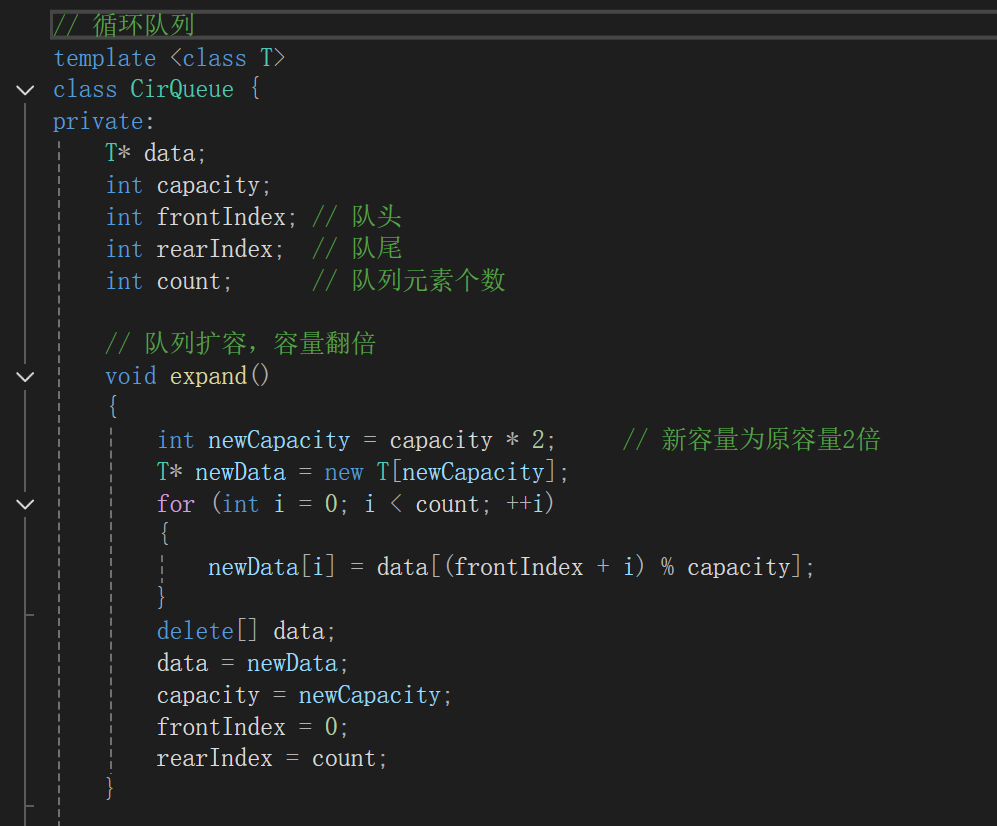 // 循环队列
template <class T>
class CirQueue {
private:
    T* data;
    int capacity;
    int frontIndex; // 队头
    int rearIndex;  // 队尾
    int count;      // 队列元素个数

    // 队列扩容，容量翻倍
    void expand()
    {
        int newCapacity = capacity * 2;     // 新容量为原容量2倍
        T* newData = new T[newCapacity];
        for (int i = 0; i < count; ++i)
        {
            newData[i] = data[(frontIndex + i) % capacity];
        }
        delete[] data;
        data = newData;
        capacity = newCapacity;
        frontIndex = 0;
        rearIndex = count;
    }